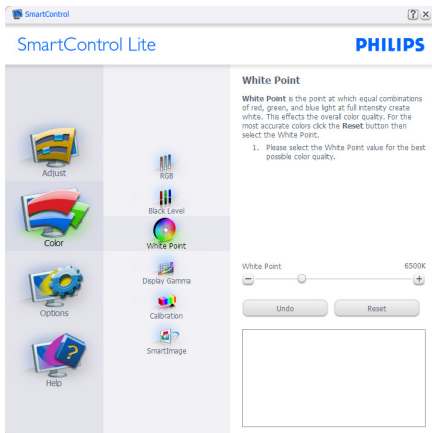 SmartControl
SmartControl Lite
PHILIPS
Adjust
Color
Options
Help
RGB
Black Level
White Point
Display Gamma
Calibration
SmartImage
White Point
White Point is the point at which equal combinations
of red, green, and blue light at full intensity create
white. This effects the overall color quality. For the
most accurate colors click the Reset button then
select the White Point.
1. Please select the White Point value for the best
possible color quality.
White Point 6500K
Undo Reset